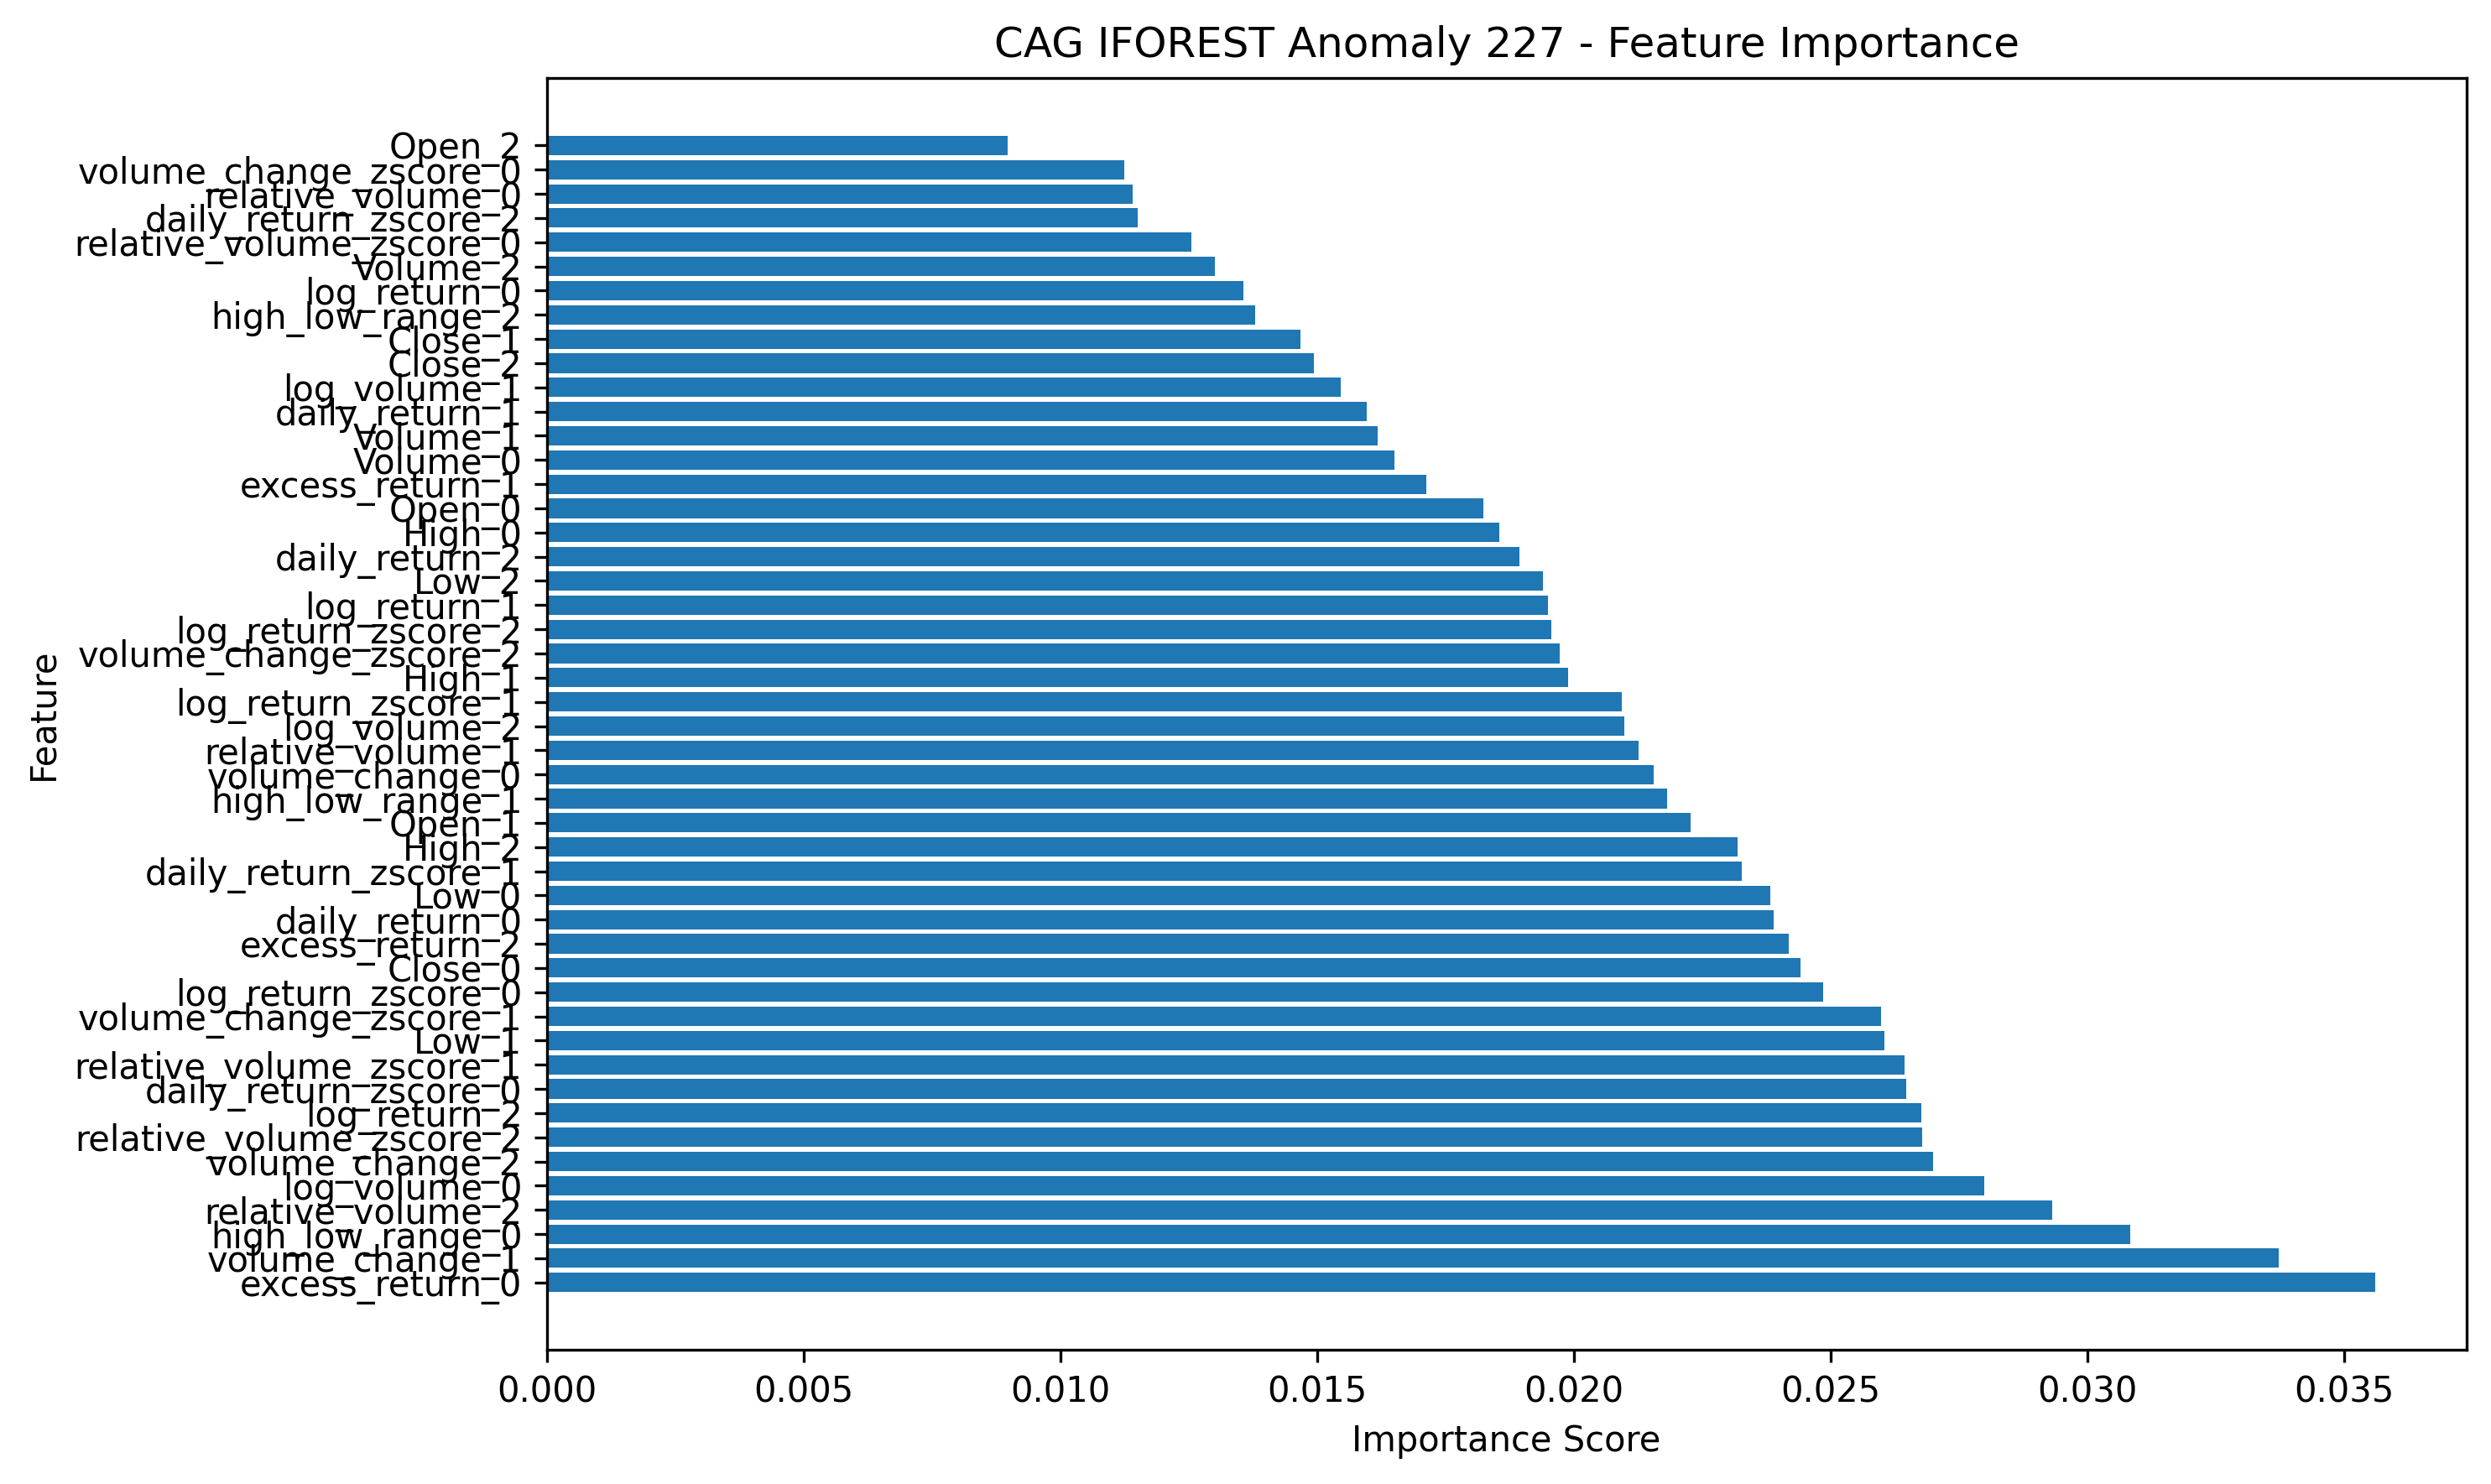 CAG IFOREST Anomaly 227 - Feature Importance
Open_2
volume_change_zscore_0
relative_volume_0
daily_return_zscore_2
relative_volume_zscore_0
Volume_2
log_return_0
high_low_range_2
Close_1
Close_2
log_volume_1
daily_return_1
Volume_1
Volume_0
excess_return_1
Open_0
High_0
daily_return_2
Low_2
log_return_1
log_return_zscore_2
volume_change_zscore_2
High_1
log_return_zscore_1
log_volume_2
relative_volume_1
volume_change_0
high_low_range_1
Open_1
High_2
daily_return_zscore_1
Low_0
daily_return_0
excess_return_2
Close_0
log_return_zscore_0
volume_change_zscore_1
Low_1
relative_volume_zscore_1
daily_return_zscore_0
log_return_2
relative_volume_zscore_2
volume_change_2
log_volume_0
relative_volume_2
high_low_range_0
volume_change_1
excess_return_0
Feature
0.000 0.005 0.010 0.015 0.020 0.025 0.030 0.035
Importance Score